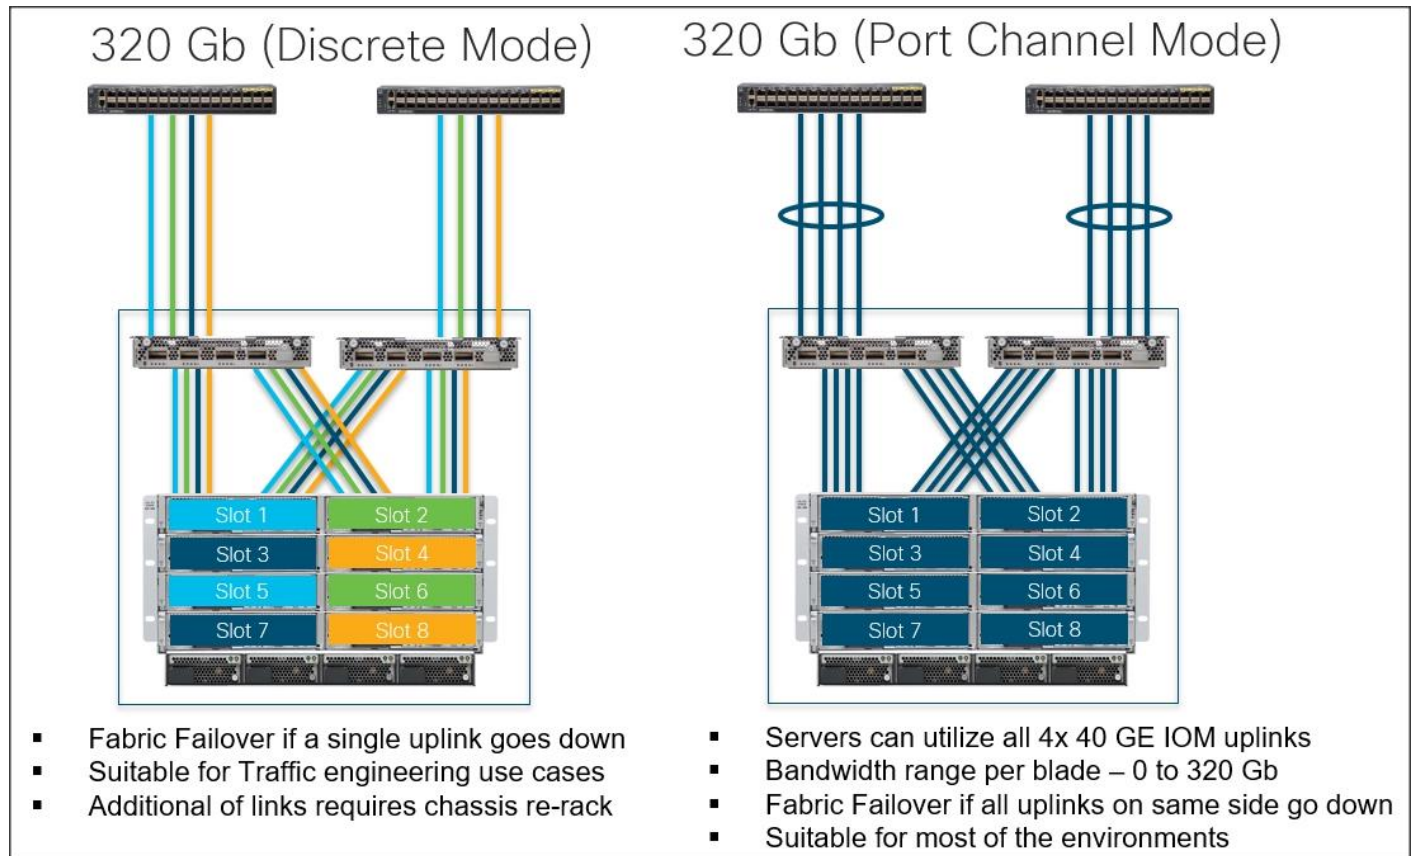 320 Gb (Discrete Mode)
320 Gb (Port Channel Mode)
Slot 1
Slot 2
Slot 3
Slot 4
Slot 5
Slot 6
Slot 7
Slot 8
Slot 1
Slot 2
Slot 3
Slot 4
Slot 5
Slot 6
Slot 7
Slot 8
▪ Fabric Failover if a single uplink goes down
▪ Suitable for Traffic engineering use cases
▪ Additional of links requires chassis re-rack
▪ Servers can utilize all 4x 40 GE IOM uplinks
▪ Bandwidth range per blade – 0 to 320 Gb
▪ Fabric Failover if all uplinks on same side go down
▪ Suitable for most of the environments